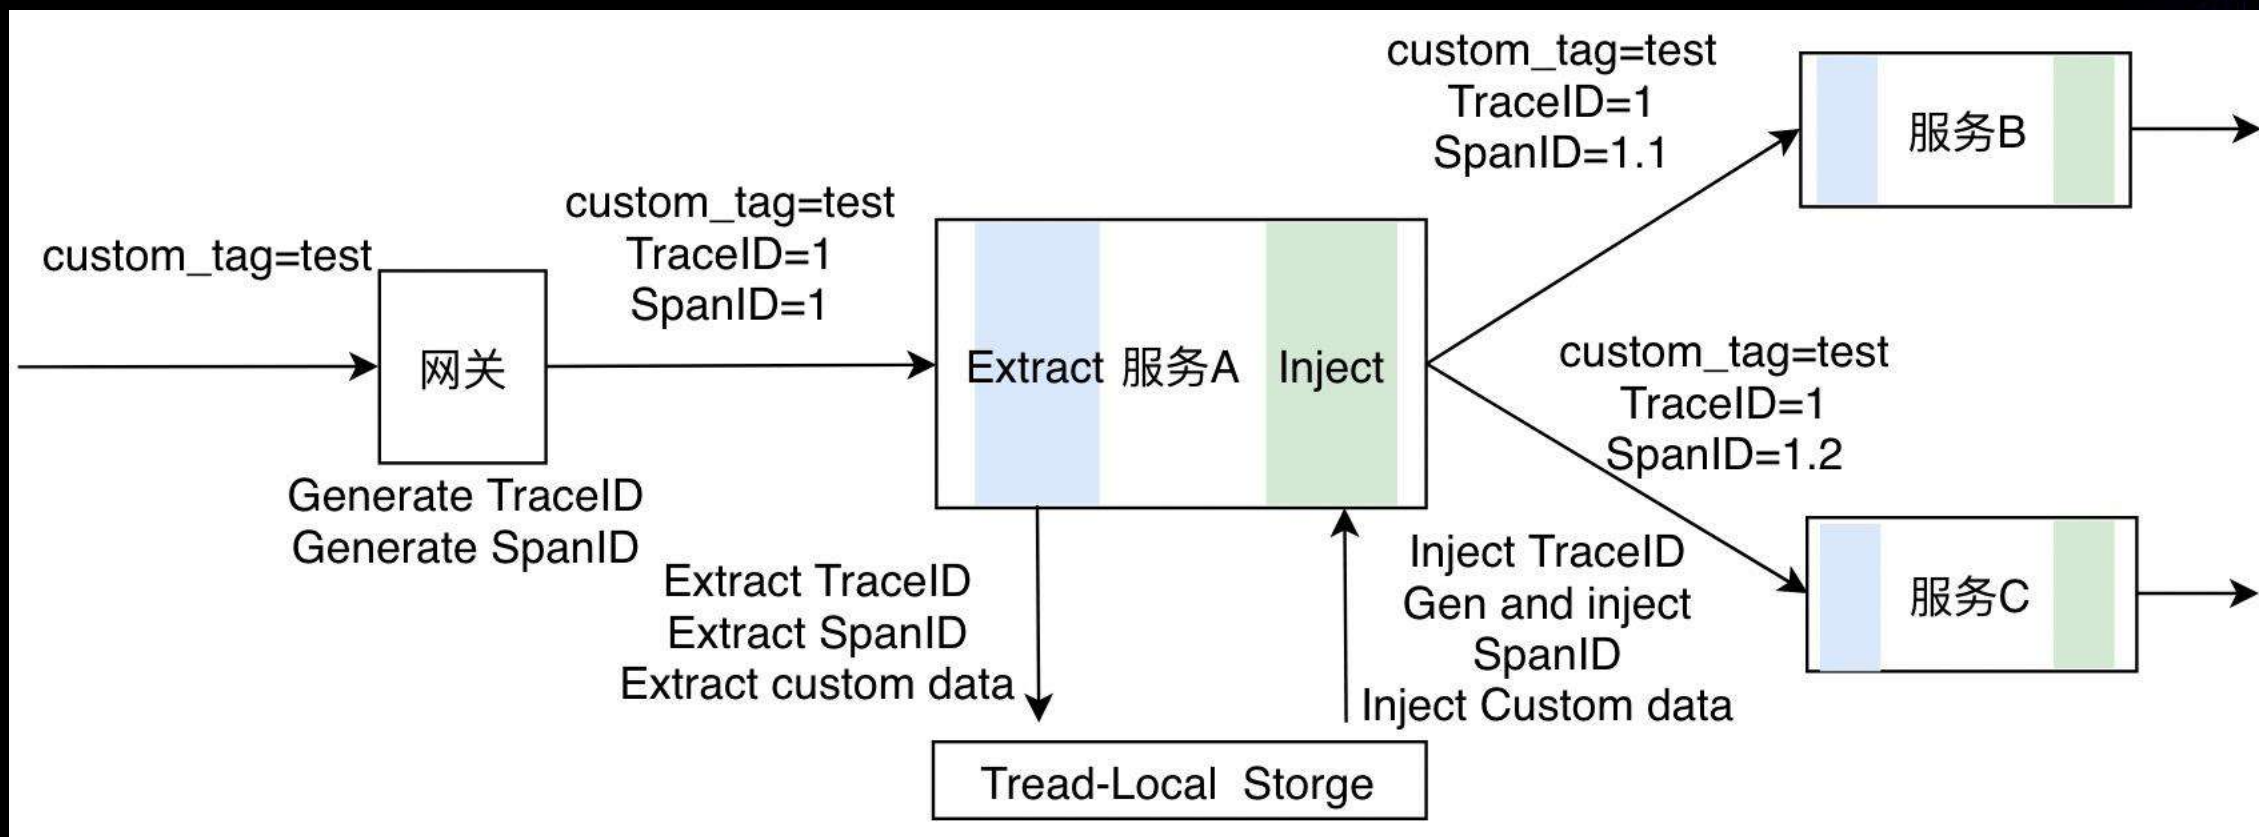 custom_tag=test
网关
Generate TraceID
Generate SpanID
custom_tag=test
TraceID=1
SpanID=1
Extract
服务A
Inject
Extract TraceID
Extract SpanID
Extract custom data
Tread-Local Storge
Inject TraceID
Gen and inject
SpanID
Inject Custom data
custom_tag=test
TraceID=1
SpanID=1.1
服务B
custom_tag=test
TraceID=1
SpanID=1.2
服务C